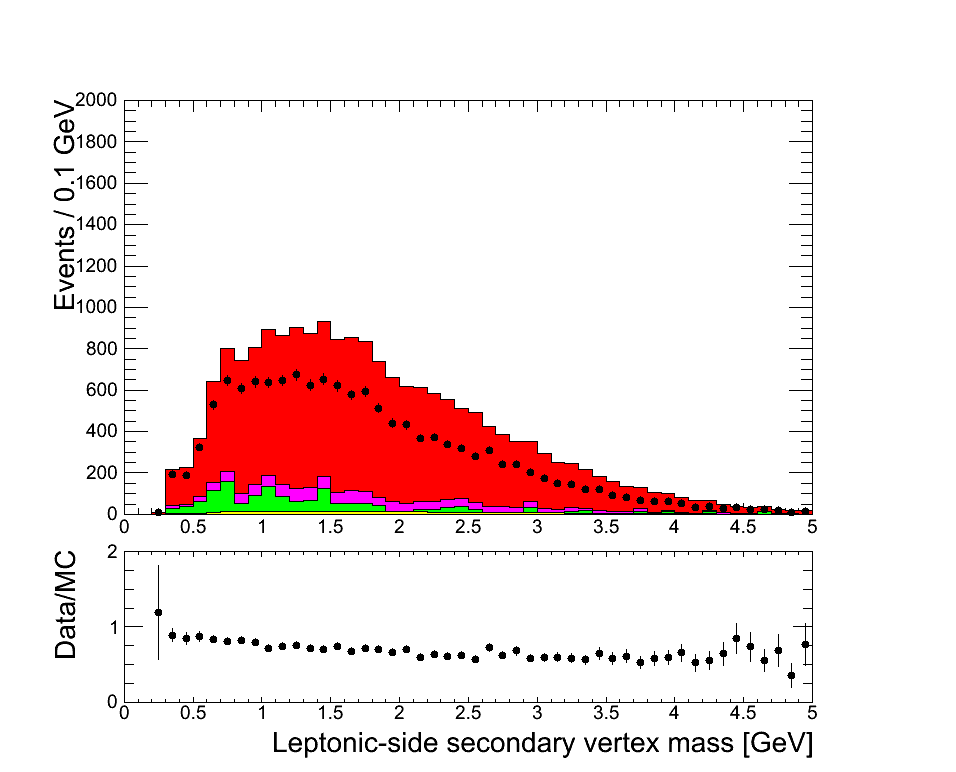 Events / 0.1 GeV
2000
1800
1600
1400
1200
1000
800
600
400
200
0
0 0.5 1 1.5 2 2.5 3 3.5 4 4.5 5
Data/MC
2
1
0
0 0.5 1 1.5 2 2.5 3 3.5 4 4.5 5
Leptonic-side secondary vertex mass [GeV]